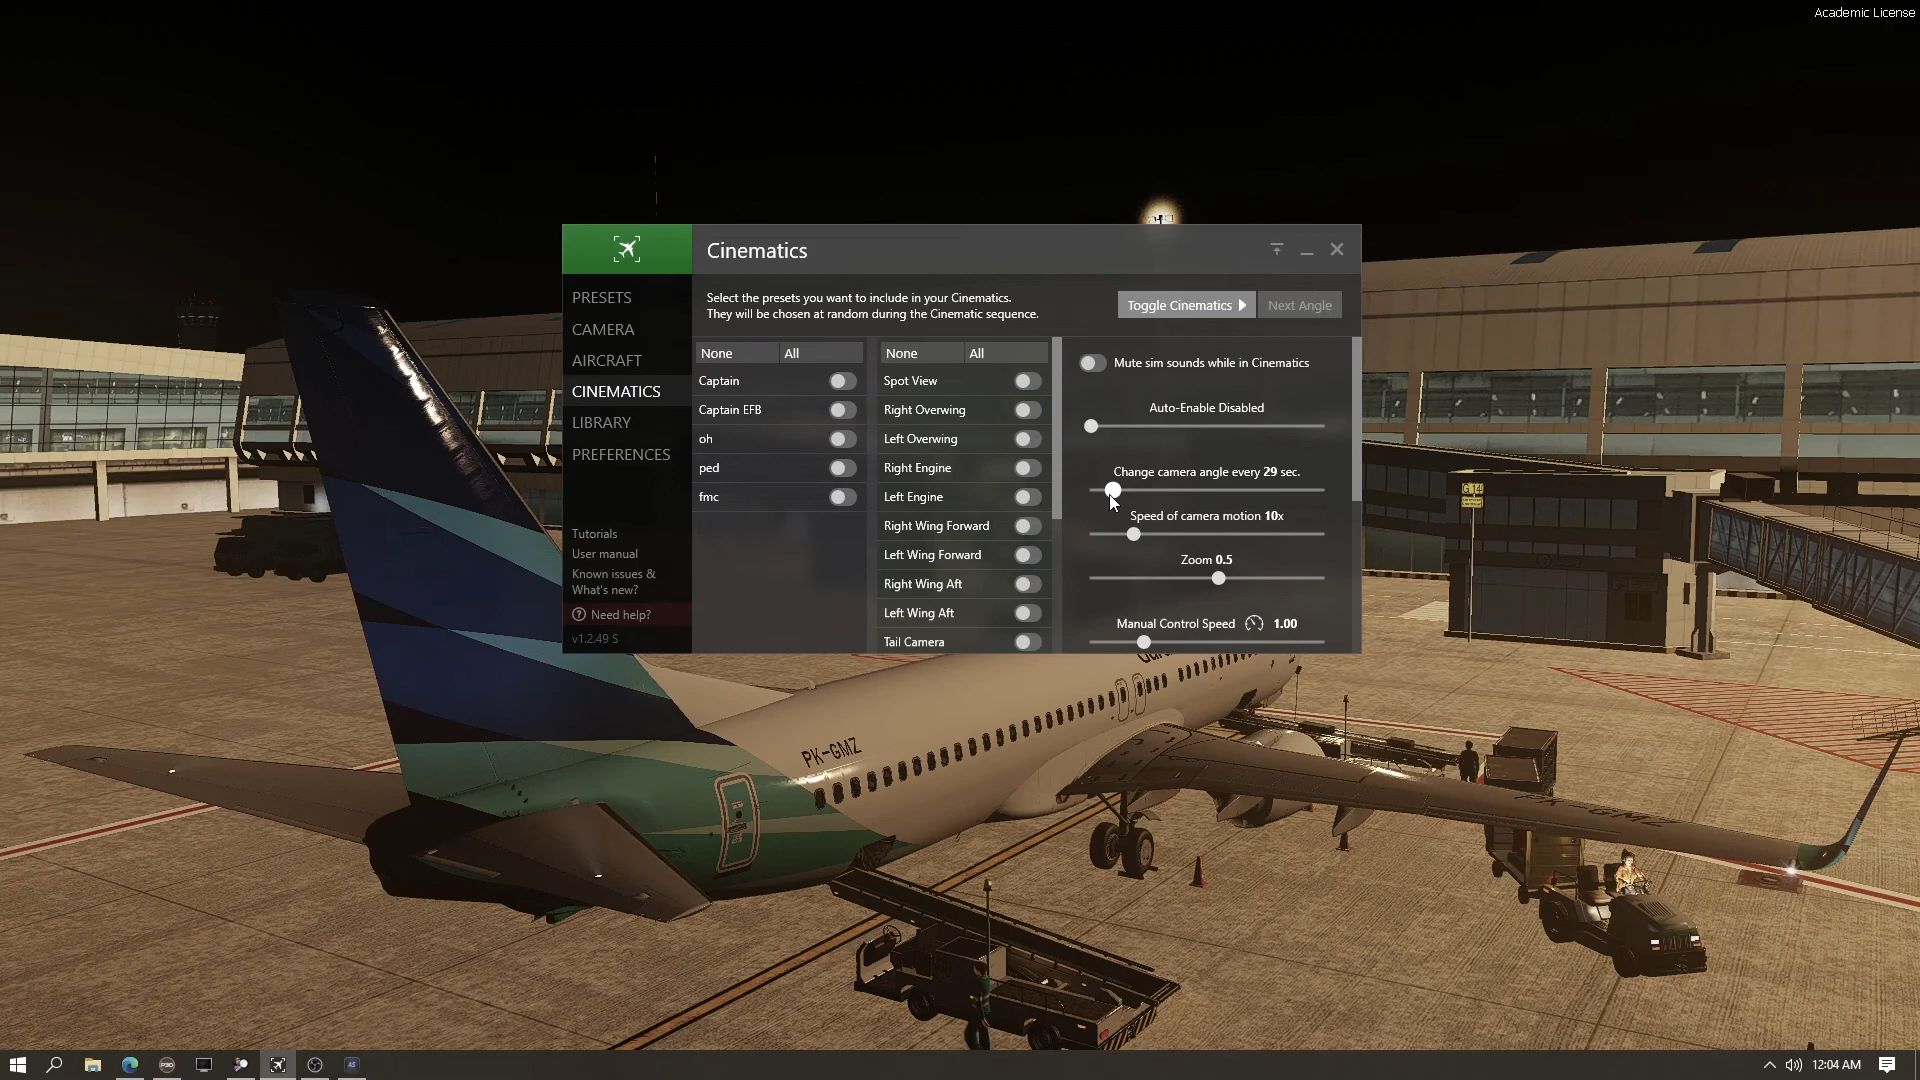 Academic License
Cinematics
PRESETS
CAMERA
AIRCRAFT
CINEMATICS
LIBRARY
PREFERENCES
Tutorials
User manual
Known issues &
What's new?
Need help?
v1.2.49 S
Select the presets you want to include in your Cinematics.
They will be chosen at random during the Cinematic sequence.
Toggle Cinematics
Next Angle
None All
Captain
Captain EFB
oh
ped
fmc
None All
Spot View
Right Overwing
Left Overwing
Right Engine
Left Engine
Right Wing Forward
Left Wing Forward
Right Wing Aft
Left Wing Aft
Tail Camera
Mute sim sounds while in Cinematics
Auto-Enable Disabled
Change camera angle every 29 sec.
Speed of camera motion 10x
Zoom 0.5
Manual Control Speed 1.00
G 14
PK-GMZ
PK-GMZ
P3D
AS
12:04 AM